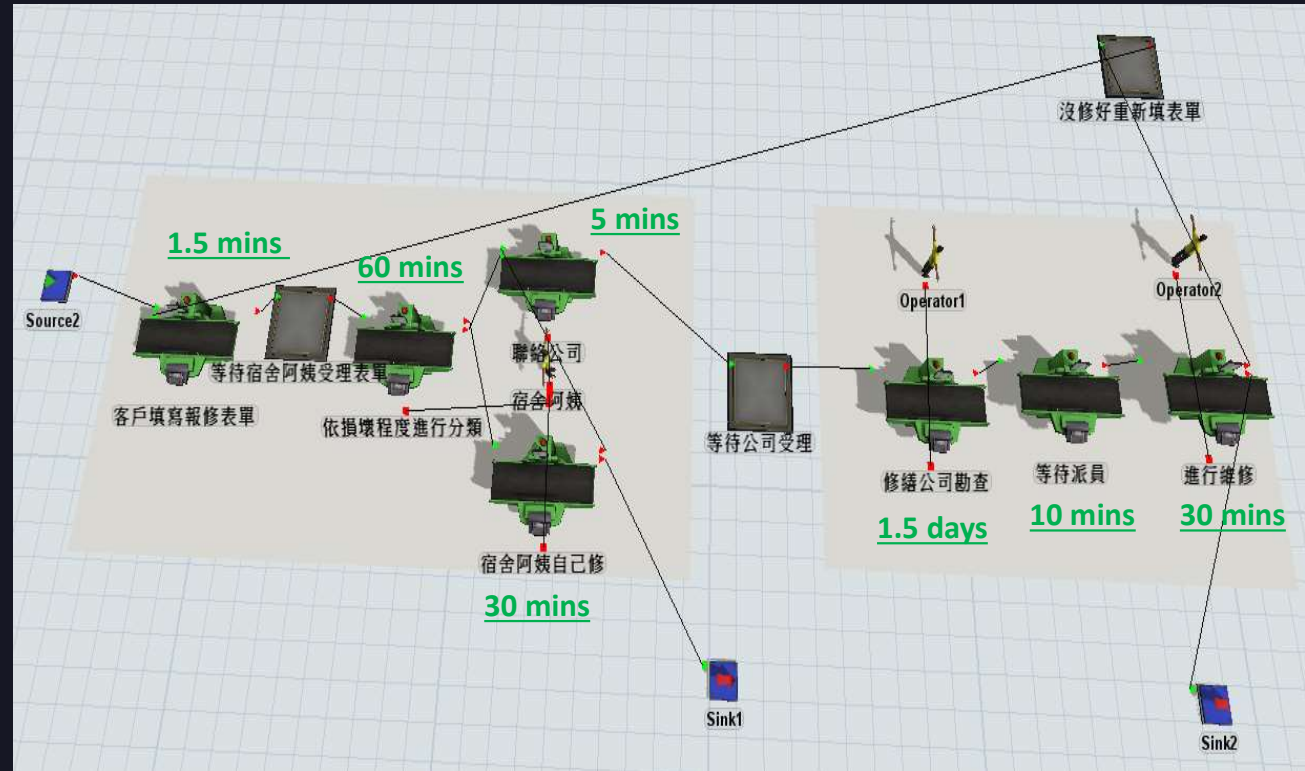 沒修好重新填表單
5 mins
1.5 mins
60 mins
Source2
Operator1
Operator2
聯絡公司
等待宿舍阿姨受理表單
宿舍阿姨
客戶填寫報修表單
依損壞程度進行分類
等待公司受理
修繕公司勘查
等待派員
進行維修
1.5 days
10 mins
30 mins
宿舍阿姨自己修
30 mins
Sink1
Sink2